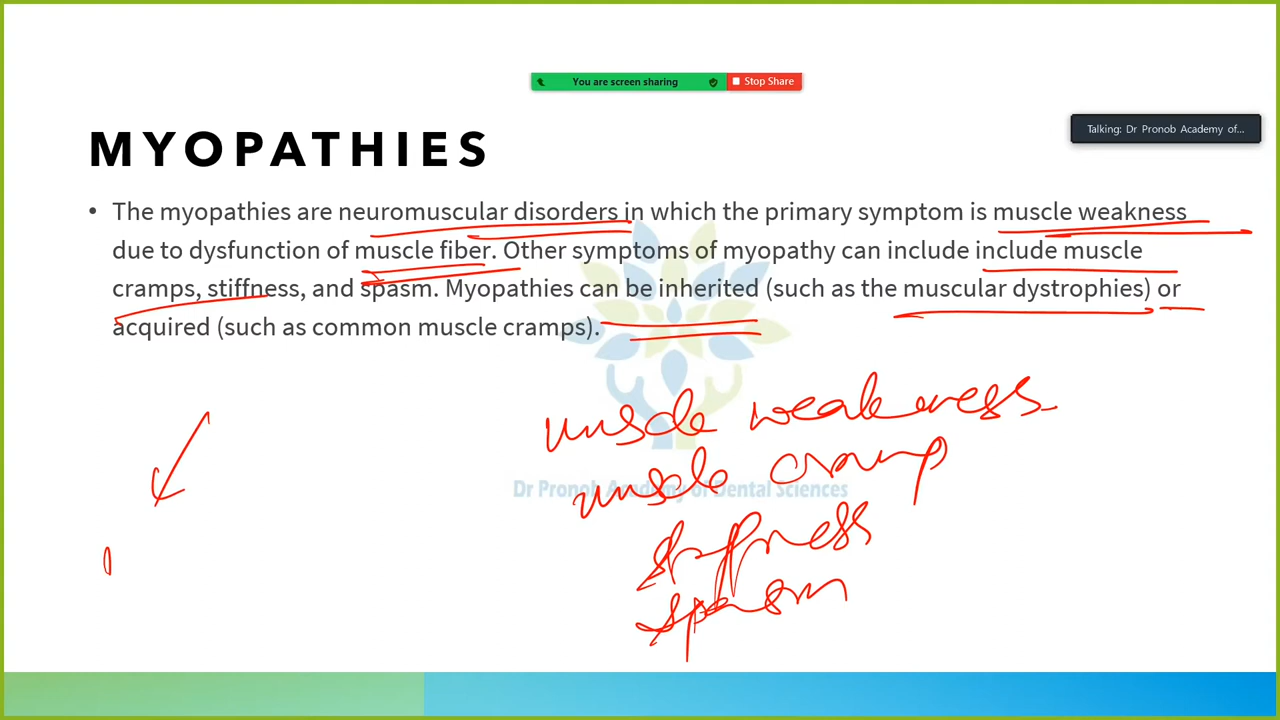 You are screen sharing
Stop Share
Talking: Dr Pronob Academy of...
MYOPATHIES
• The myopathies are neuromuscular disorders in which the primary symptom is muscle weakness
due to dysfunction of muscle fiber. Other symptoms of myopathy can include include muscle
cramps, stiffness, and spasm. Myopathies can be inherited (such as the muscular dystrophies) or
acquired (such as common muscle cramps).
muscle weakeness
muscle cramp
Dr Pronob Academy of Dental Sciences
stiffness
spasm